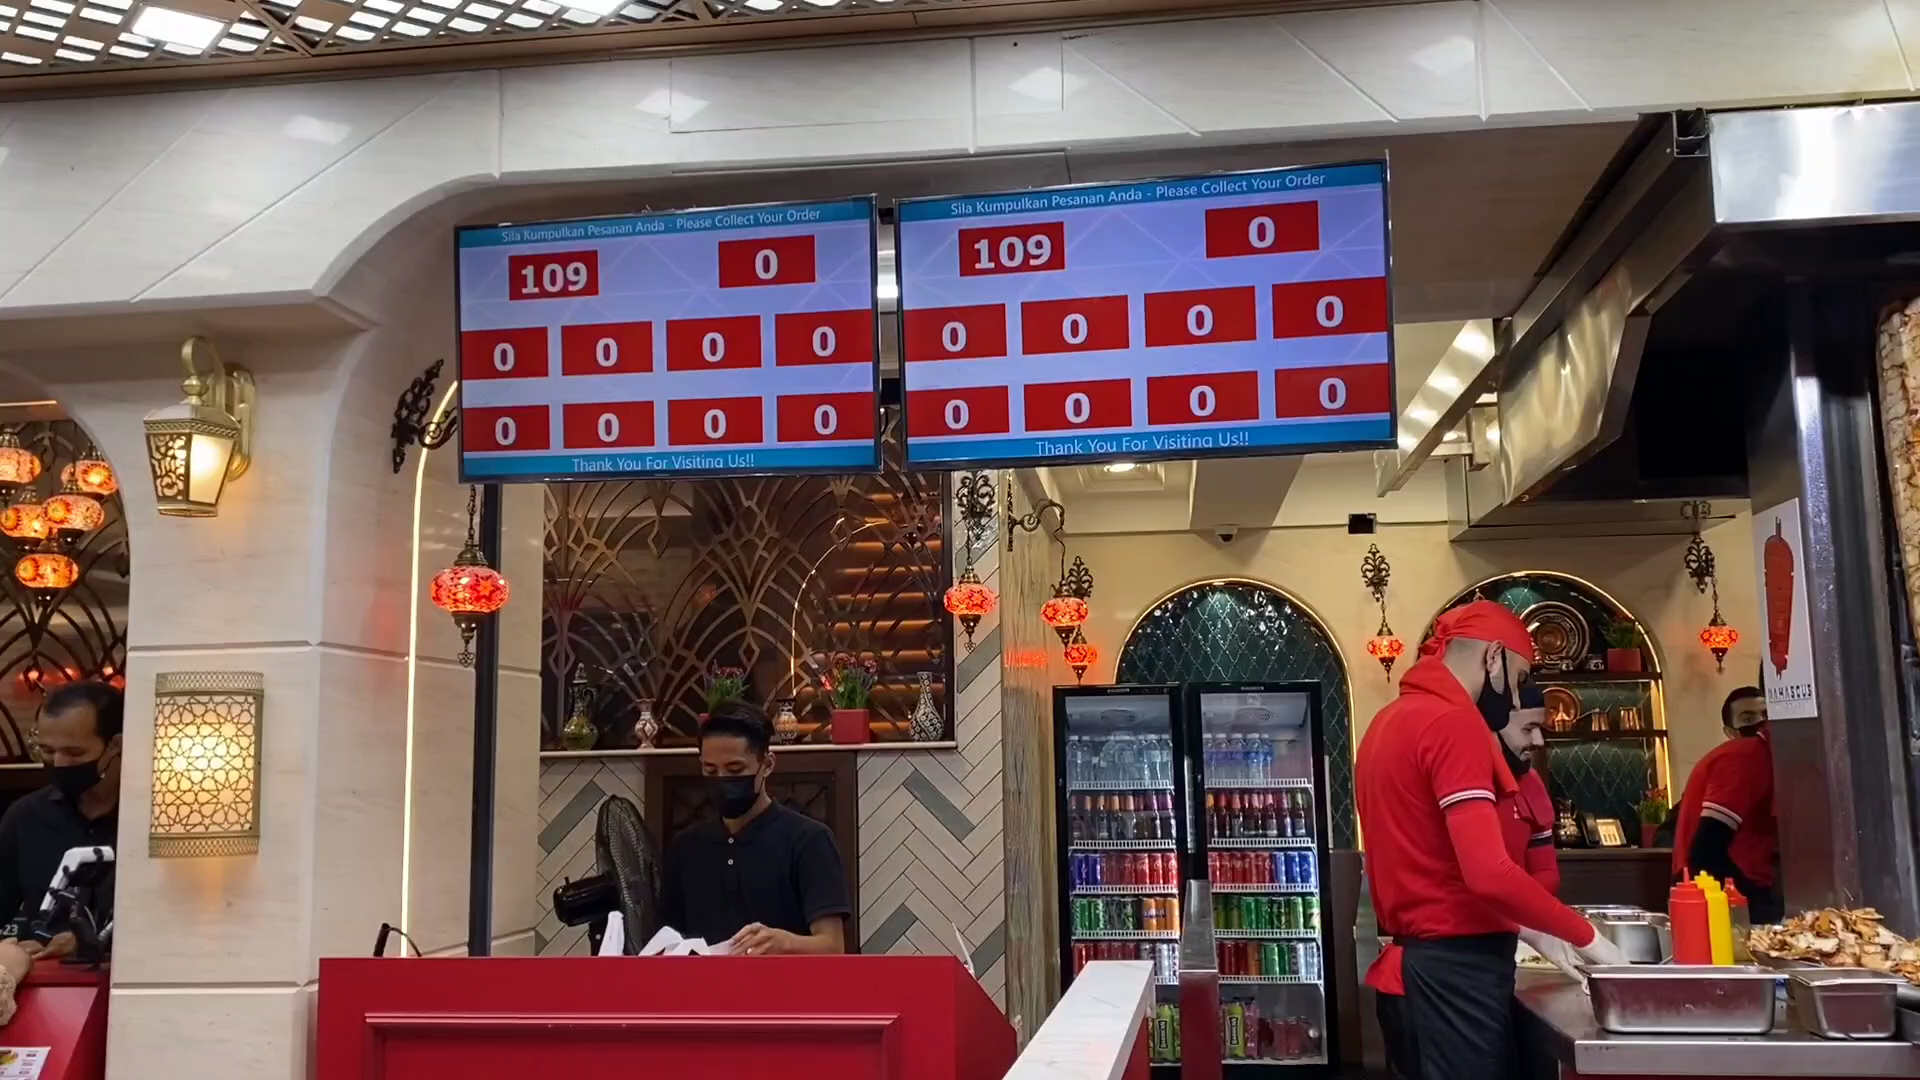 Sila Kumpulkan Pesanan Anda - Please Collect Your Order
109 0
0 0 0 0
0 0 0 0
Thank You For Visiting Us!!
Sila Kumpulkan Pesanan Anda - Please Collect Your Order
109 0
0 0 0 0
0 0 0 0
Thank You For Visiting Us!!
DAMASCUS
23